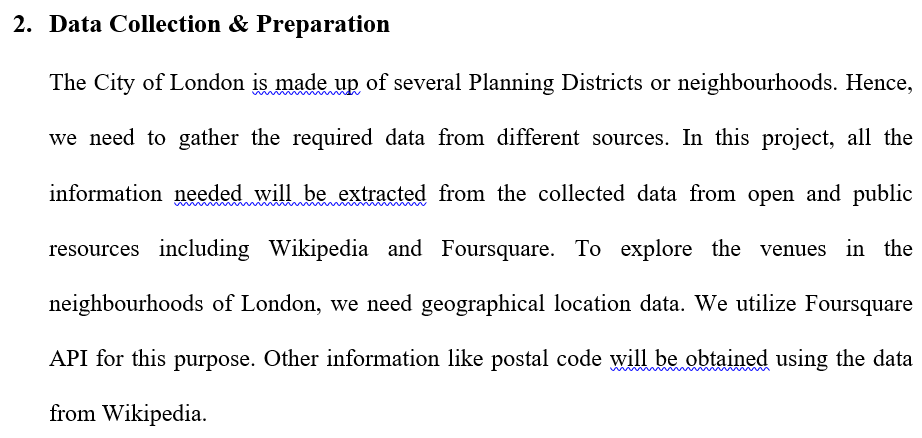 2. Data Collection & Preparation
The City of London is made up of several Planning Districts or neighbourhoods. Hence,
we need to gather the required data from different sources. In this project, all the
information needed will be extracted from the collected data from open and public
resources including Wikipedia and Foursquare. To explore the venues in the
neighbourhoods of London, we need geographical location data. We utilize Foursquare
API for this purpose. Other information like postal code will be obtained using the data
from Wikipedia.